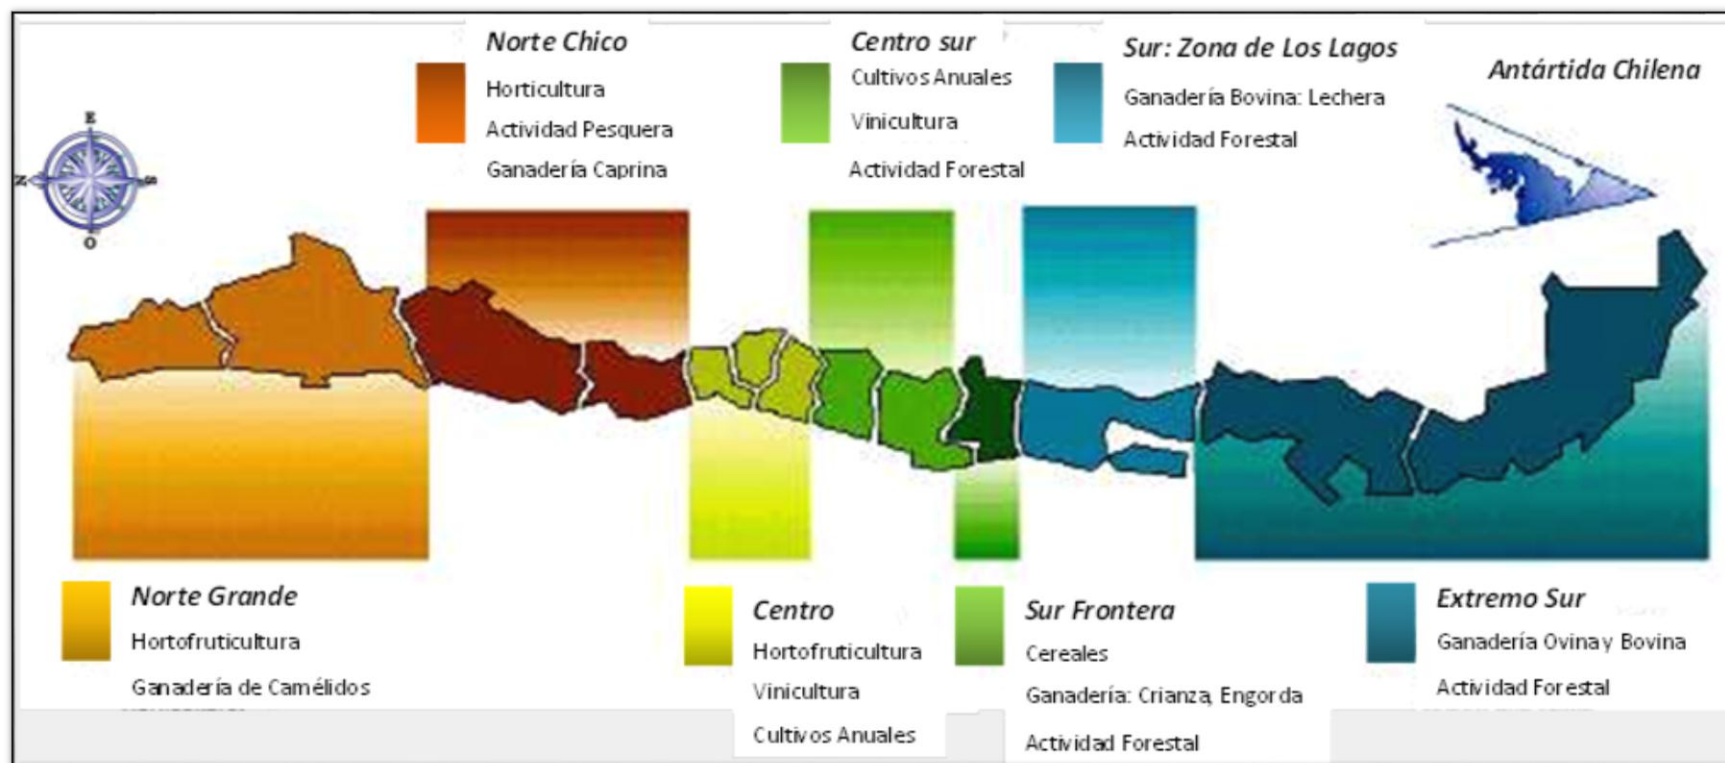 Norte Chico
Horticultura
Actividad Pesquera
Ganadería Caprina
Centro sur
Cultivos Anuales
Vinicultura
Actividad Forestal
Sur: Zona de Los Lagos
Ganadería Bovina: Lechera
Actividad Forestal
Antártida Chilena
E
N
S
O
Norte Grande
Hortofruticultura
Ganadería de Camélidos
Centro
Hortofruticultura
Vinicultura
Cultivos Anuales
Sur Frontera
Cereales
Ganadería: Crianza, Engorda
Actividad Forestal
Extremo Sur
Ganadería Ovina y Bovina
Actividad Forestal